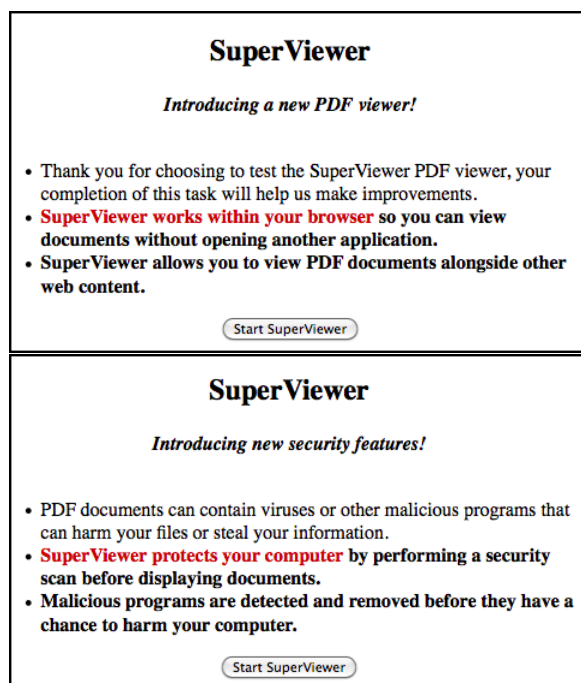 SuperViewer
Introducing a new PDF viewer!
• Thank you for choosing to test the SuperViewer PDF viewer, your
completion of this task will help us make improvements.
• SuperViewer works within your browser so you can view
documents without opening another application.
• SuperViewer allows you to view PDF documents alongside other
web content.
Start SuperViewer
SuperViewer
Introducing new security features!
• PDF documents can contain viruses or other malicious programs that
can harm your files or steal your information.
• SuperViewer protects your computer by performing a security
scan before displaying documents.
• Malicious programs are detected and removed before they have a
chance to harm your computer.
Start SuperViewer